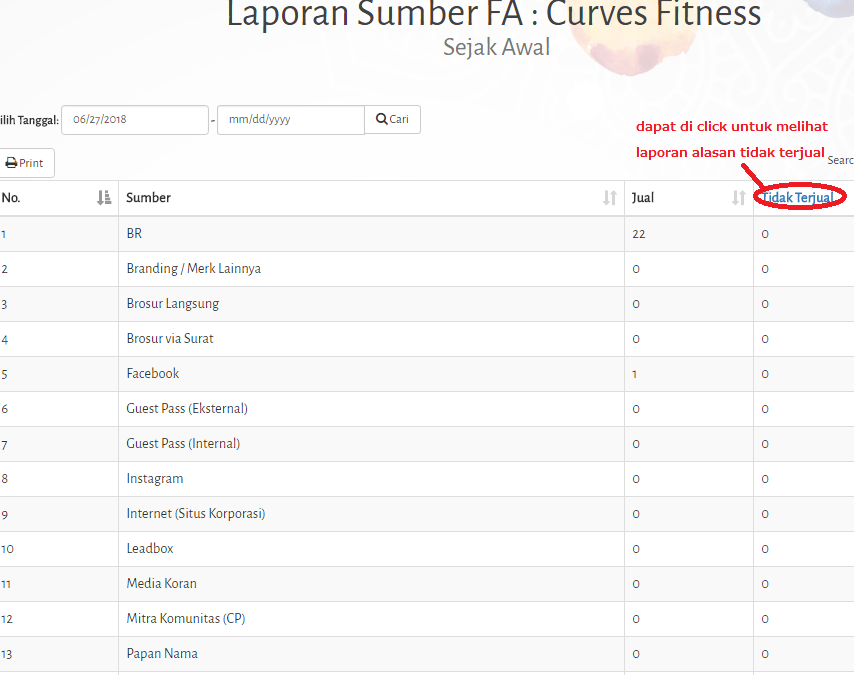 Laporan Sumber FA : Curves Fitness
Sejak Awal
ilih Tanggal: 06/27/2018 - mm/dd/yyyy Cari
dapat di click untuk melihat
laporan alasan tidak terjual
Print Searc
No. Sumber Jual Tidak Terjual
1 BR 22 0
2 Branding / Merk Lainnya 0 0
3 Brosur Langsung 0 0
4 Brosur via Surat 0 0
5 Facebook 1 0
6 Guest Pass (Eksternal) 0 0
7 Guest Pass (Internal) 0 0
8 Instagram 0 0
9 Internet (Situs Korporasi) 0 0
10 Leadbox 0 0
11 Media Koran 0 0
12 Mitra Komunitas (CP) 0 0
13 Papan Nama 0 0